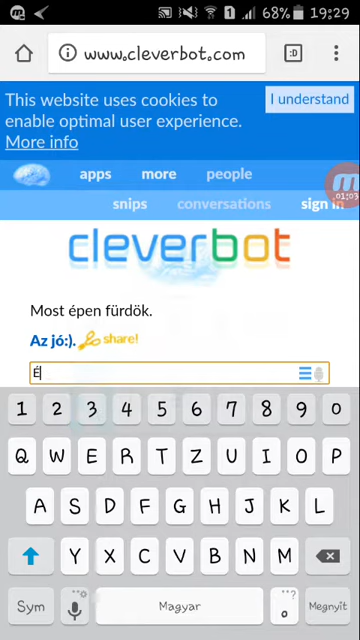 68% 19:29
www.cleverbot.com :D
This website uses cookies to
enable optimal user experience.
More info
I understand
apps more people
01:03
snips conversations sign in
cleverbot
Most épen fürdök.
Az jó:). share!
É
1 2 3 4 5 6 7 8 9 0
Q W E R T Z U I O P
A S D F G H J K L
Y X C V B N M
Sym Magyar . Megnyit